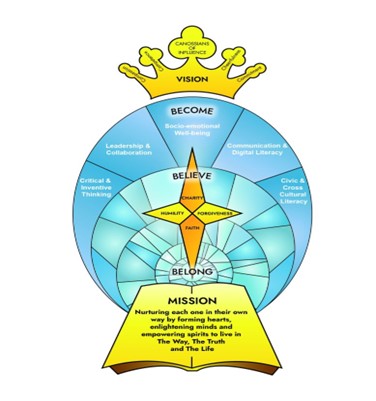 CANOSSIANS
OF
INFLUENCE
VISION
BECOME
Socio-emotional
Well-being
Leadership &
Collaboration
Communication &
Digital Literacy
Critical &
Inventive
Thinking
Civic &
Cross
Cultural
Literacy
BELIEVE
CHARITY
HUMILITY
FORGIVENESS
FAITH
BELONG
MISSION
Nurturing each one in their own
way by forming hearts,
enlightening minds and
empowering spirits to live in
The Way, The Truth
and The Life